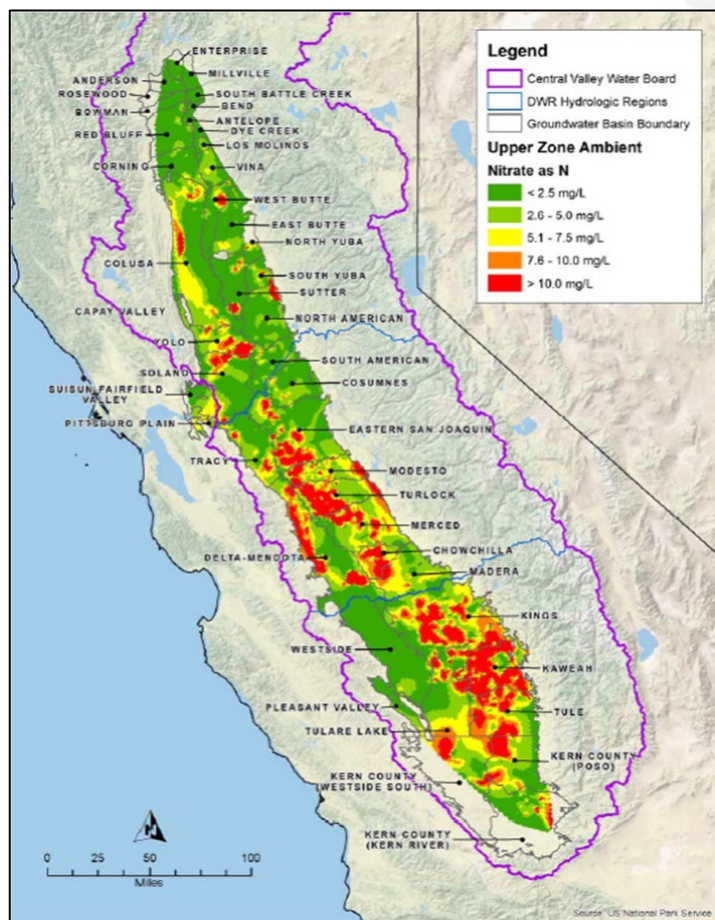 Legend
Central Valley Water Board
DWR Hydrologic Regions
Groundwater Basin Boundary
Upper Zone Ambient
Nitrate as N
< 2.5 mg/L
2.6 - 5.0 mg/L
5.1 - 7.5 mg/L
7.6 - 10.0 mg/L
> 10.0 mg/L
ENTERPRISE
MILLVILLE
ANDERSON
ROSEWOOD
SOUTH BATTLE CREEK
BOWMAN
BEND
ANTELOPE
RED BLUFF
DYE CREEK
LOS MOLINOS
CORNING
VINA
WEST BUTTE
EAST BUTTE
NORTH YUBA
COLUSA
SOUTH YUBA
SUTTER
CAPAY VALLEY
NORTH AMERICAN
YOLO
SOUTH AMERICAN
SOLANO
COSUMNES
SUISUN-FAIRFIELD
VALLEY
PITTSBURG PLAIN
EASTERN SAN JOAQUIN
TRACY
MODESTO
TURLOCK
MERCED
CHOWCHILLA
DELTA-MENDOTA
MADERA
KINGS
WESTSIDE
KAWEAH
PLEASANT VALLEY
TULE
TULARE LAKE
KERN COUNTY
(POSO)
KERN COUNTY
(WESTSIDE SOUTH)
KERN COUNTY
(KERN RIVER)
N
0 50 100
Miles
Source: US National Park Service